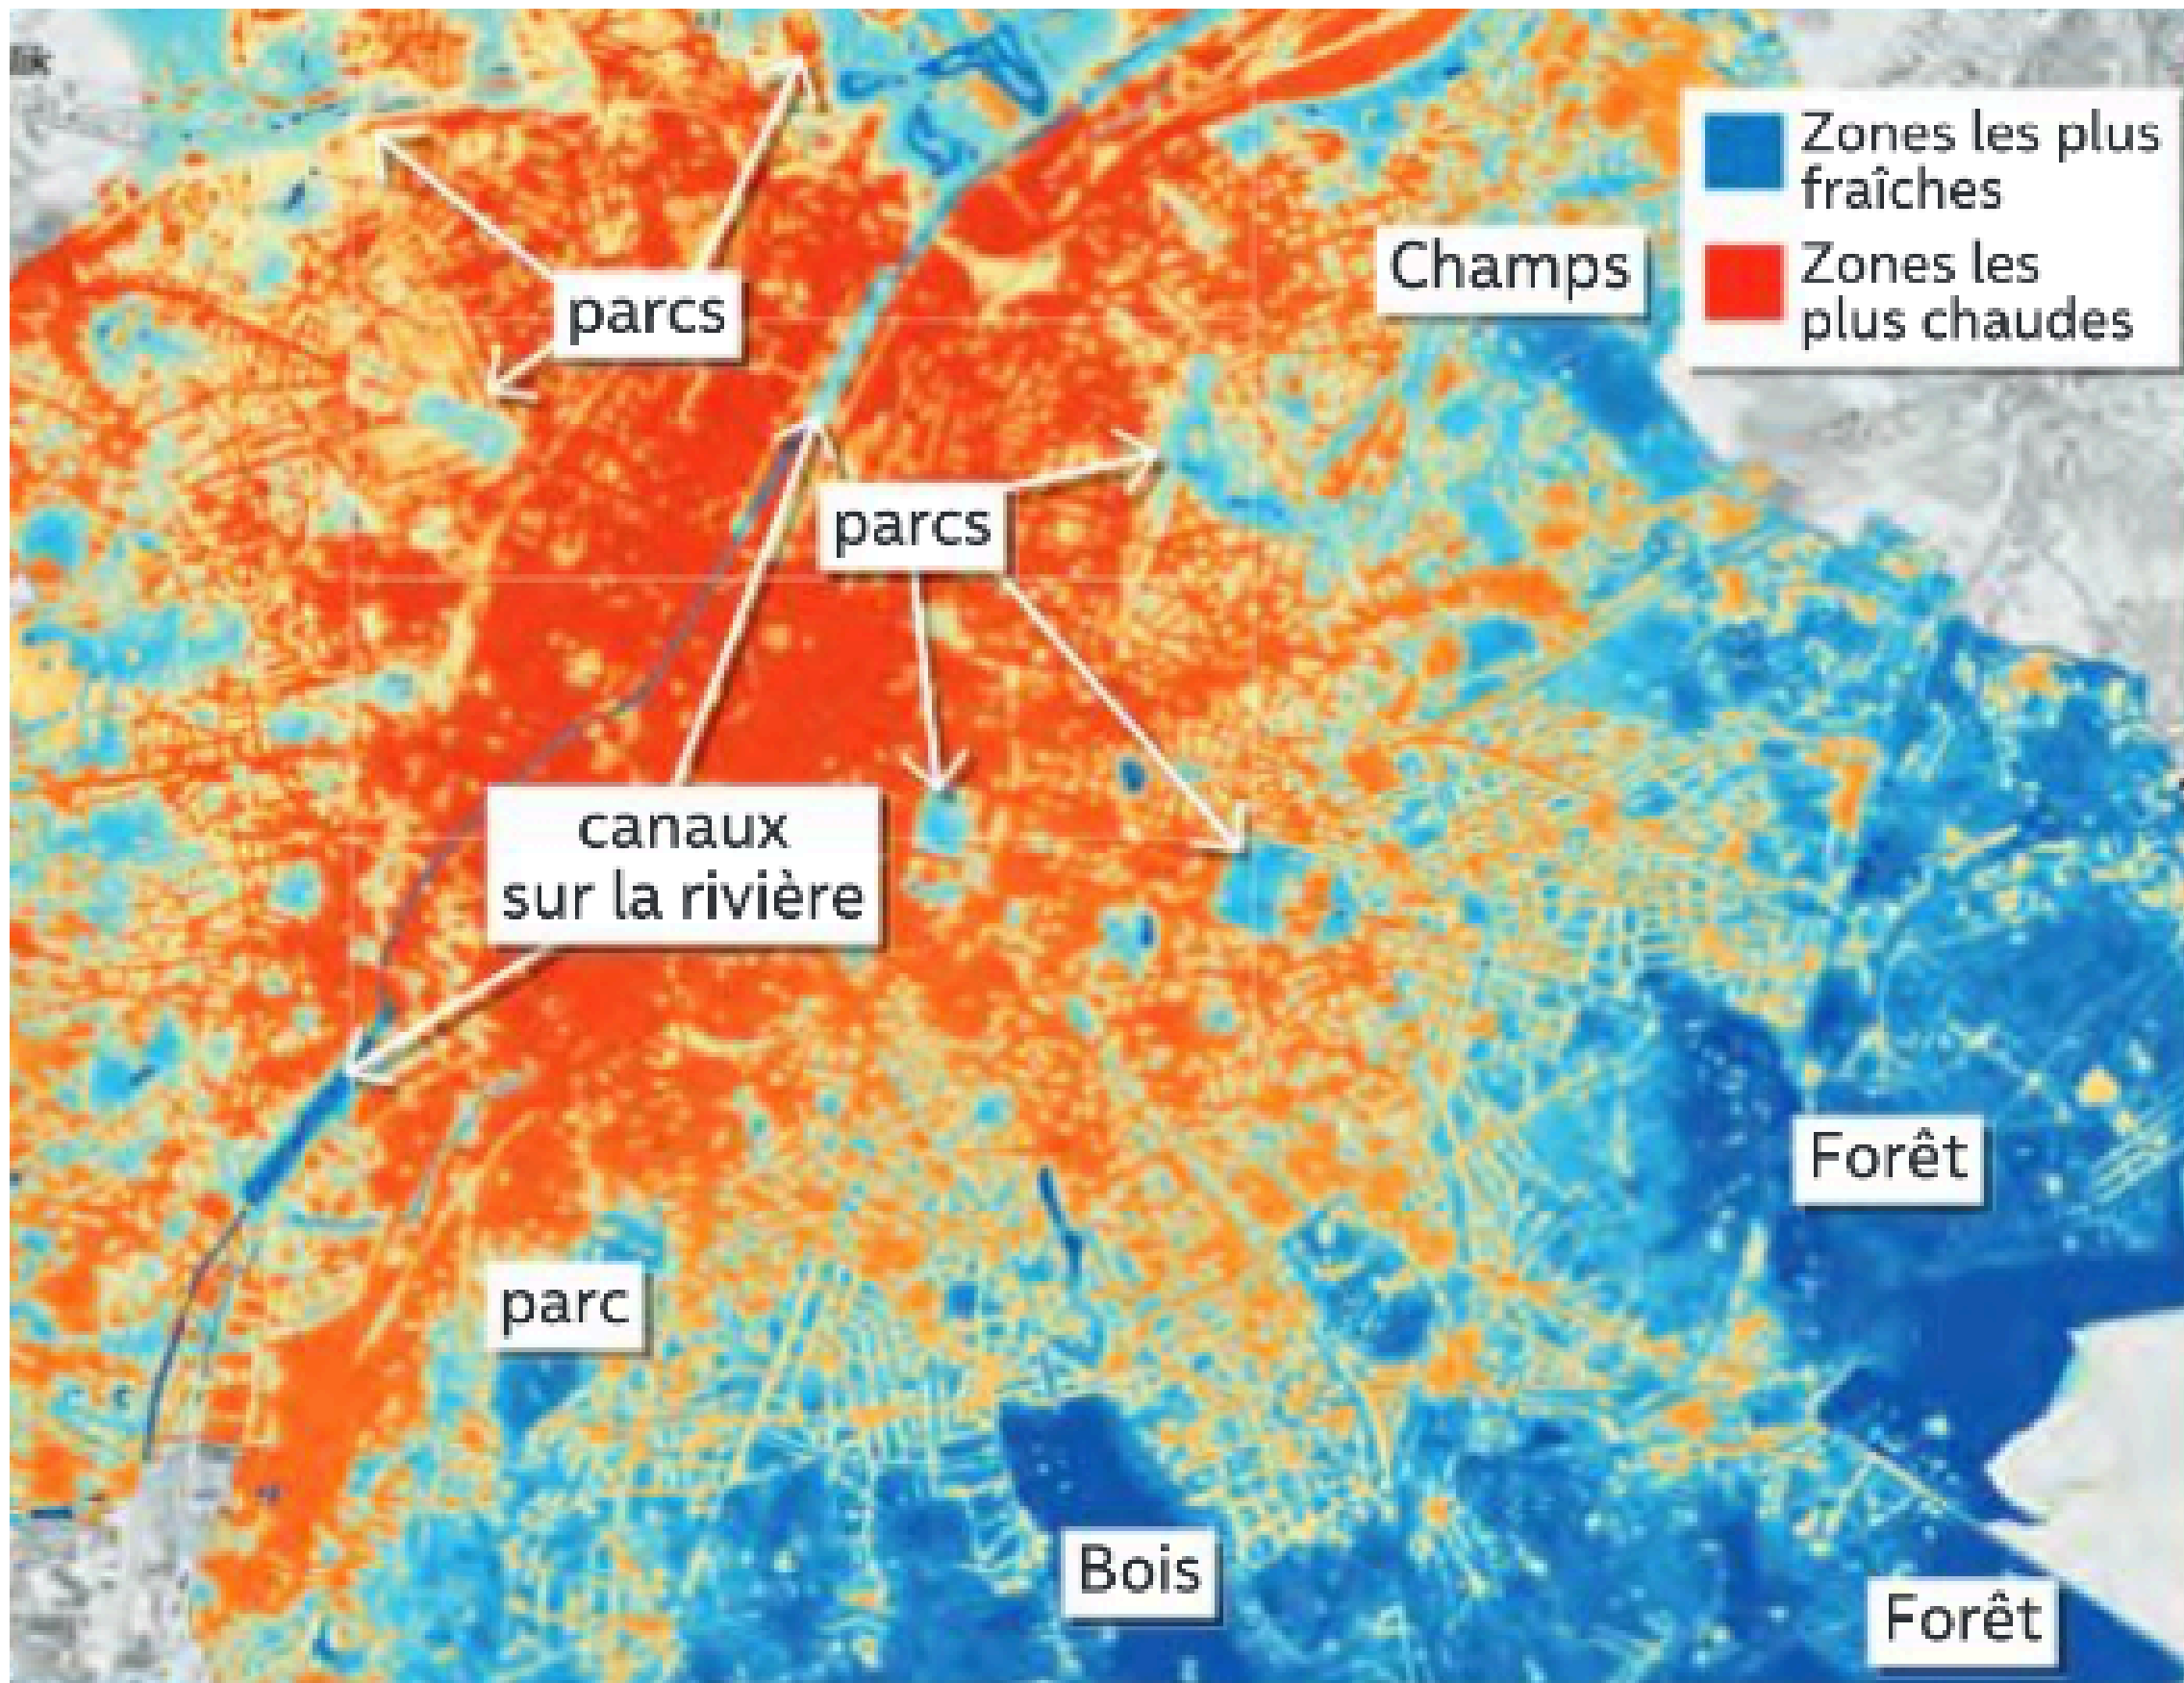 Zones les plus
fraîches
Zones les
plus chaudes
Champs
parcs
parcs
canaux
sur la rivière
Forêt
parc
Bois
Forêt